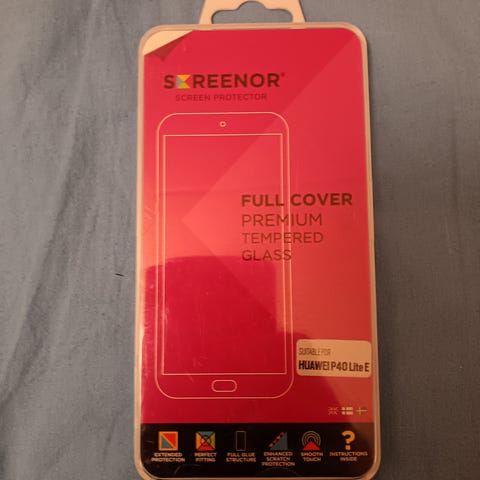 SCREENOR®
SCREEN PROTECTOR
FULL COVER
PREMIUM
TEMPERED
GLASS
SUITABLE FOR
HUAWEI P40 Lite E
EXTENDED
PROTECTION
PERFECT
FITTING
FULL GLUE
STRUCTURE
ENHANCED
SCRATCH
PROTECTION
SMOOTH
TOUCH
?
INSTRUCTIONS
INSIDE